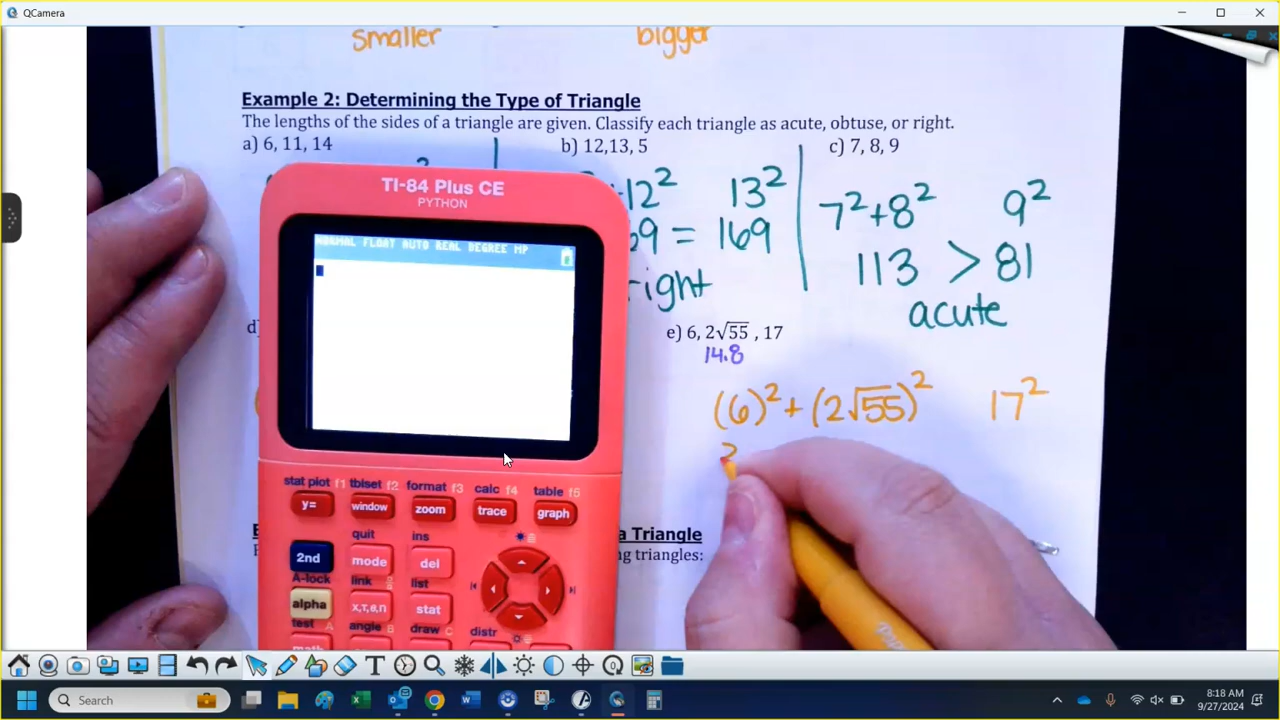 QCamera
smaller bigger
Example 2: Determining the Type of Triangle
The lengths of the sides of a triangle are given. Classify each triangle as acute, obtuse, or right.
a) 6, 11, 14
b) 12,13, 5
c) 7, 8, 9
12² 13²
69 = 169
right
7²+8² 9²
113 > 81
acute
TI-84 Plus CE
PYTHON
NORMAL FLOAT AUTO REAL DEGREE MP
d)
e) 6, 2√55 , 17
14.8
(6)² + (2√55)² 17²
a Triangle
ng triangles:
stat plot f1 tblset f2 format f3 calc f4 table f5
y= window zoom trace graph
quit ins
2nd mode del
A-lock link list
alpha X,T,θ,n stat
test A angle B draw C distr
math
Search
8:18 AM
9/27/2024